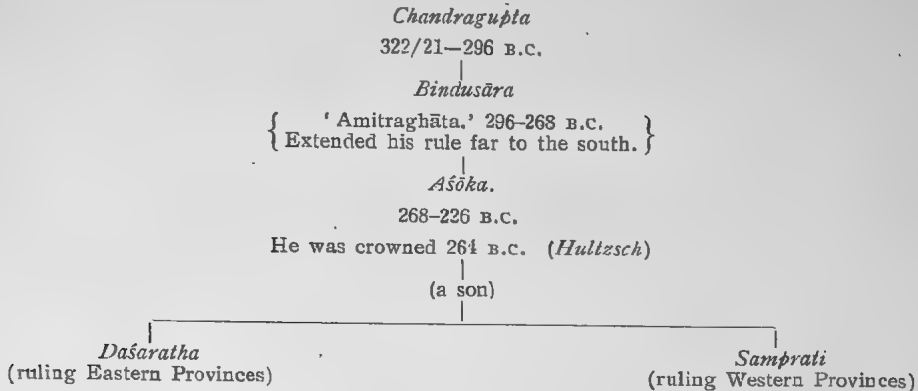 Chandragupta
322/21—296 B.C.
Bindusāra
{ ‘ Amitraghāta.’ 296–268 B.C. }
{ Extended his rule far to the south. }
Aśōka.
268–226 B.C.
He was crowned 264 B.C. (Hultzsch)
(a son)
Daśaratha Samprati
(ruling Eastern Provinces) (ruling Western Provinces)